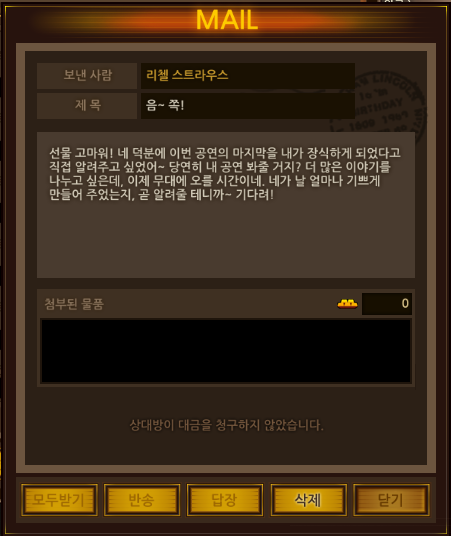 MAIL
보낸 사람
리첼 스트라우스
제 목
음~ 쪽!
선물 고마워! 네 덕분에 이번 공연의 마지막을 내가 장식하게 되었다고
직접 알려주고 싶었어~ 당연히 내 공연 봐줄 거지? 더 많은 이야기를
나누고 싶은데, 이제 무대에 오를 시간이네. 네가 날 얼마나 기쁘게
만들어 주었는지, 곧 알려줄 테니까~ 기다려!
첨부된 물품
0
상대방이 대금을 청구하지 않았습니다.
모두받기
반송
답장
삭제
닫기